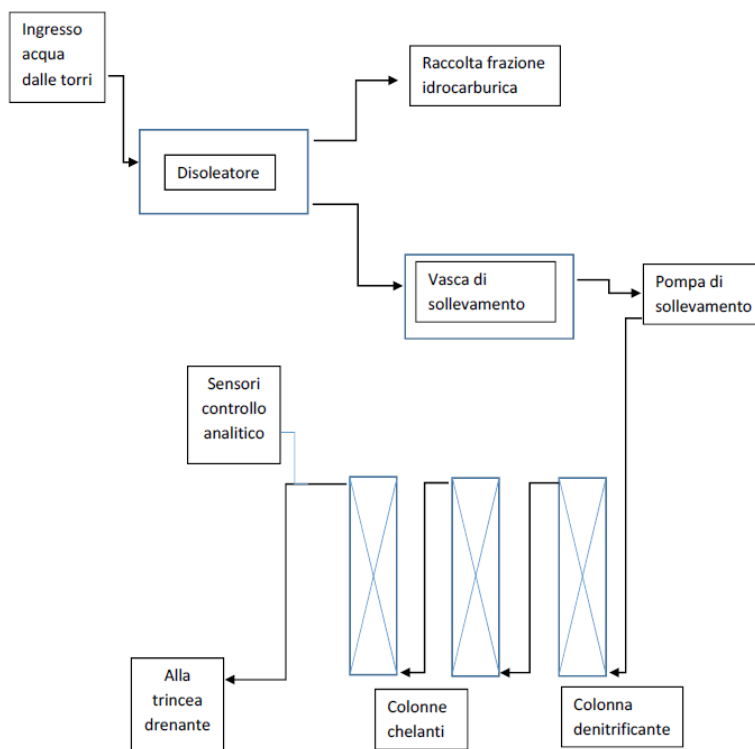 Ingresso
acqua
dalle torri
Raccolta frazione
idrocarburica
Disoleatore
Vasca di
sollevamento
Pompa di
sollevamento
Sensori
controllo
analitico
Alla
trincea
drenante
Colonne
chelanti
Colonna
denitrificante